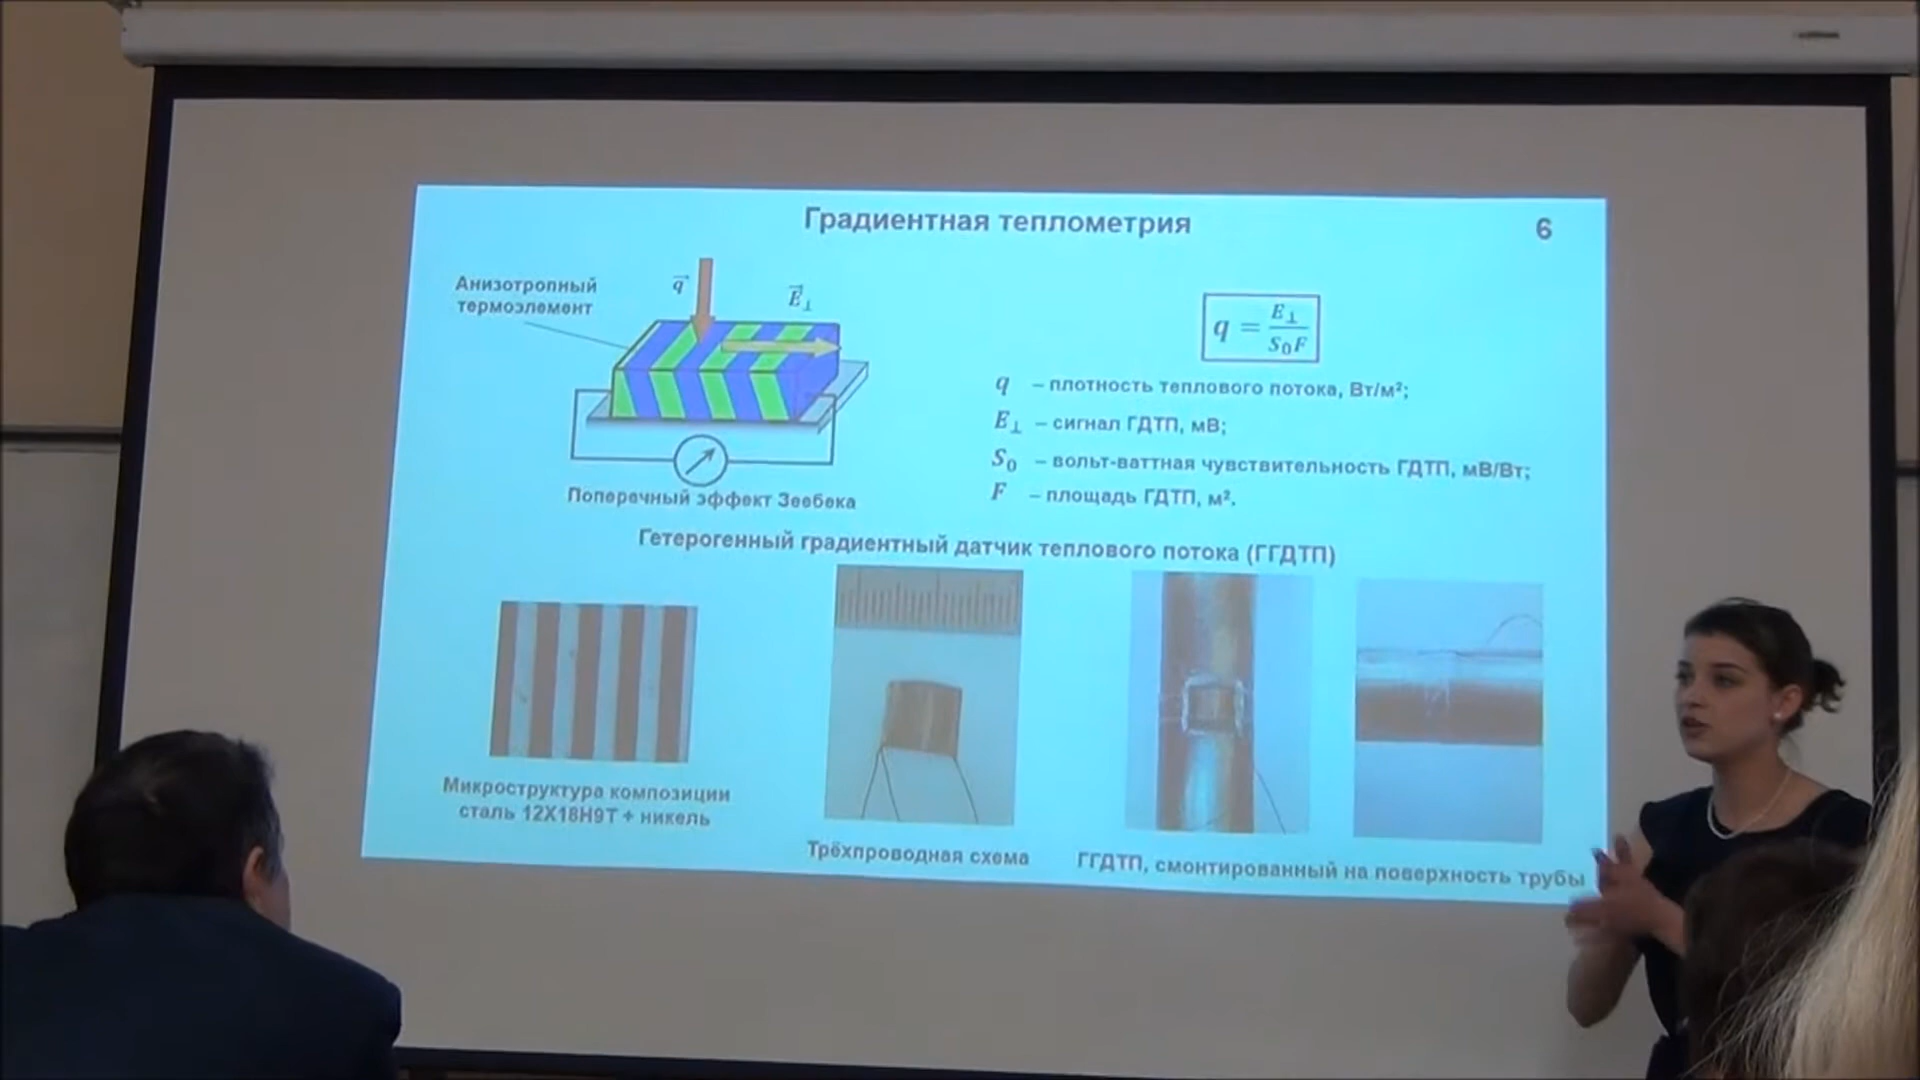 Градиентная теплометрия
6
Анизотропный
термоэлемент
q⃗
E⃗⊥
Поперечный эффект Зеебека
q = E⊥ / S₀F
q – плотность теплового потока, Вт/м²;
E⊥ – сигнал ГДТП, мВ;
S₀ – вольт-ваттная чувствительность ГДТП, мВ/Вт;
F – площадь ГДТП, м².
Гетерогенный градиентный датчик теплового потока (ГГДТП)
Микроструктура композиции
сталь 12Х18Н9Т + никель
Трёхпроводная схема
ГГДТП, смонтированный на поверхность трубы